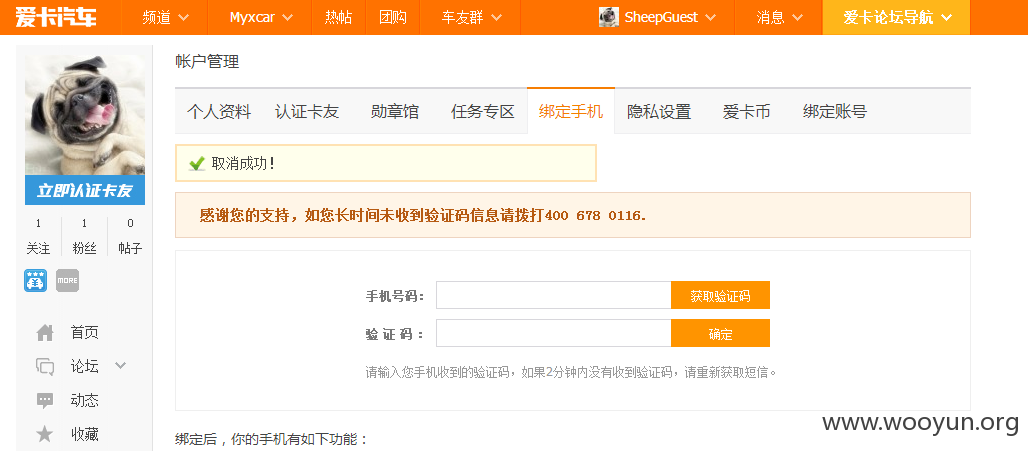 爱卡汽车 频道 Myxcar 热帖 团购 车友群 SheepGuest 消息 爱卡论坛导航
帐户管理
个人资料 认证卡友 勋章馆 任务专区 绑定手机 隐私设置 爱卡币 绑定账号
取消成功！
立即认证卡友
感谢您的支持，如您长时间未收到验证码信息请拨打400 678 0116.
1 1 0
关注 粉丝 帖子
MORE
手机号码： 获取验证码
验 证 码： 确定
请输入您手机收到的验证码，如果2分钟内没有收到验证码，请重新获取短信。
首页
论坛
动态
收藏
绑定后，你的手机有如下功能：
www.wooyun.org